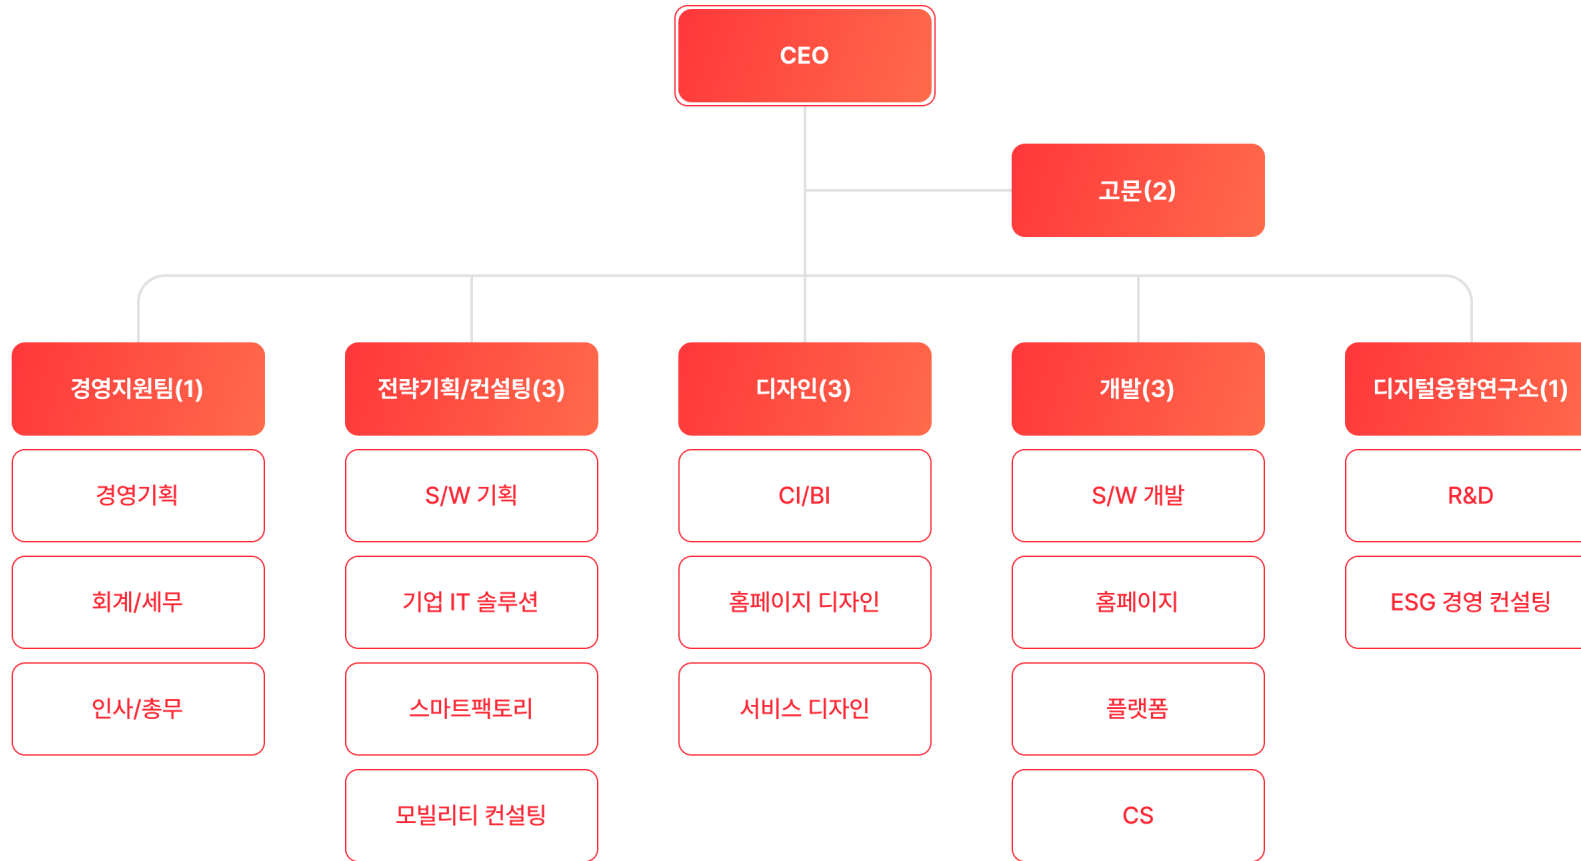 CEO
고문(2)
경영지원팀(1)
전략기획/컨설팅(3)
디자인(3)
개발(3)
디지털융합연구소(1)
경영기획
S/W 기획
CI/BI
S/W 개발
R&D
회계/세무
기업 IT 솔루션
홈페이지 디자인
홈페이지
ESG 경영 컨설팅
인사/총무
스마트팩토리
서비스 디자인
플랫폼
모빌리티 컨설팅
CS